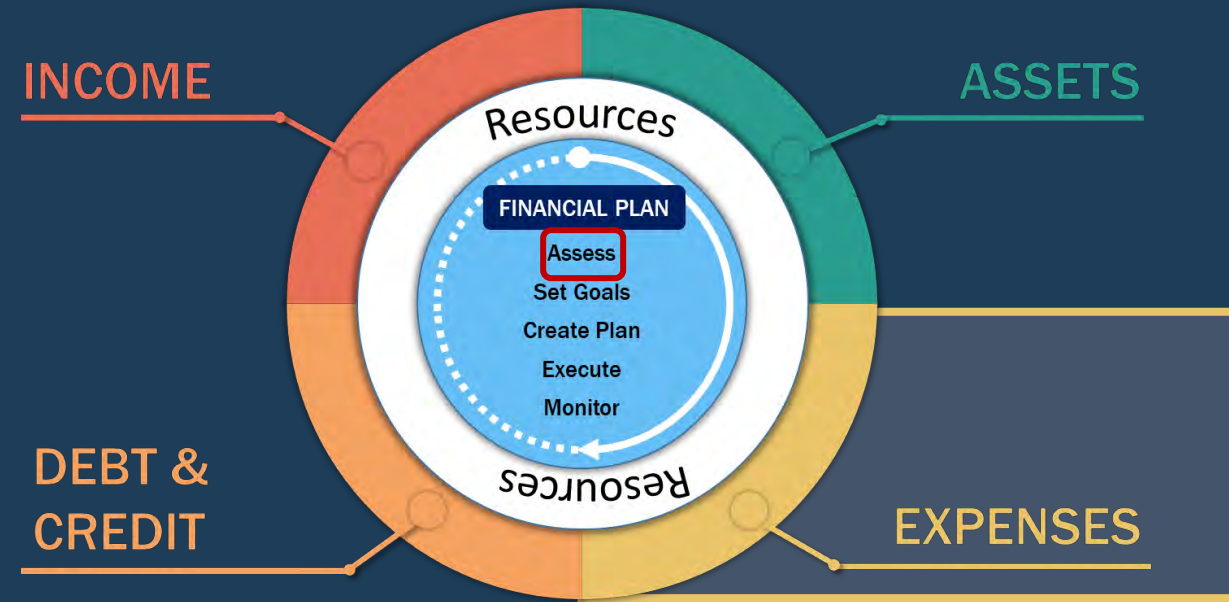 INCOME
ASSETS
Resources
FINANCIAL PLAN
Assess
Set Goals
Create Plan
Execute
Monitor
Resources
DEBT &
CREDIT
EXPENSES